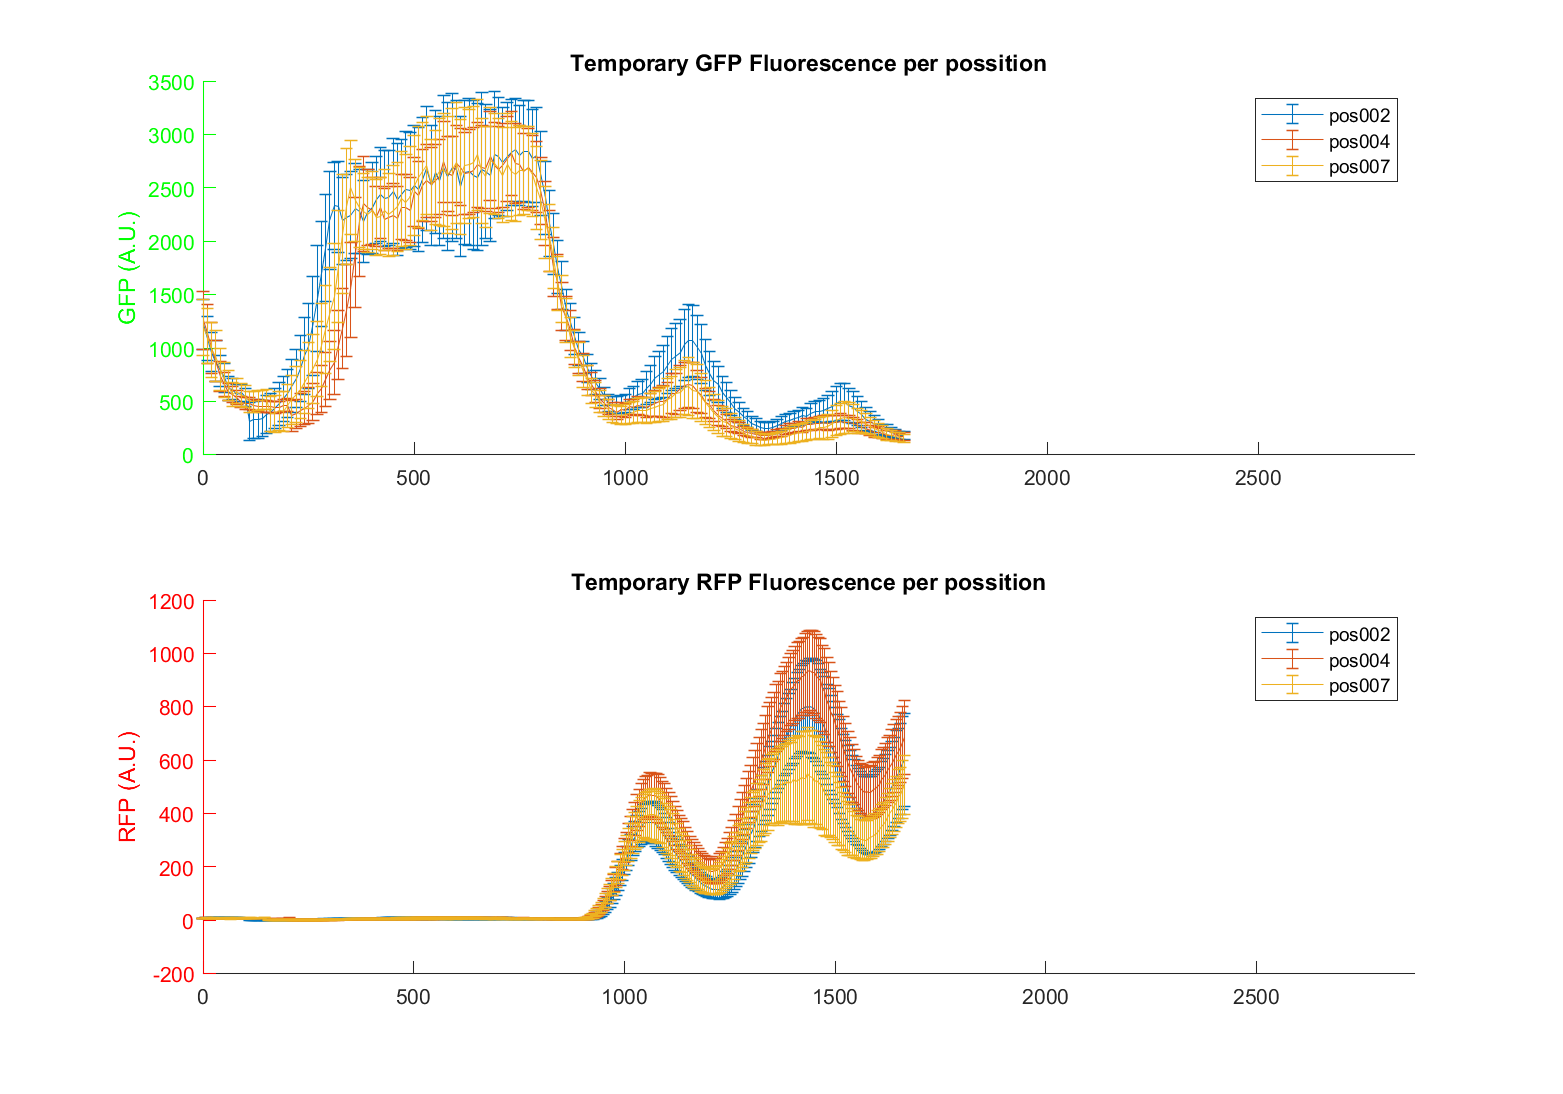 Temporary GFP Fluorescence per possition
3500
3000
2500
2000
1500
1000
500
0
GFP (A.U.)
0 500 1000 1500 2000 2500
pos002
pos004
pos007
Temporary RFP Fluorescence per possition
1200
1000
800
600
400
200
0
-200
RFP (A.U.)
0 500 1000 1500 2000 2500
pos002
pos004
pos007